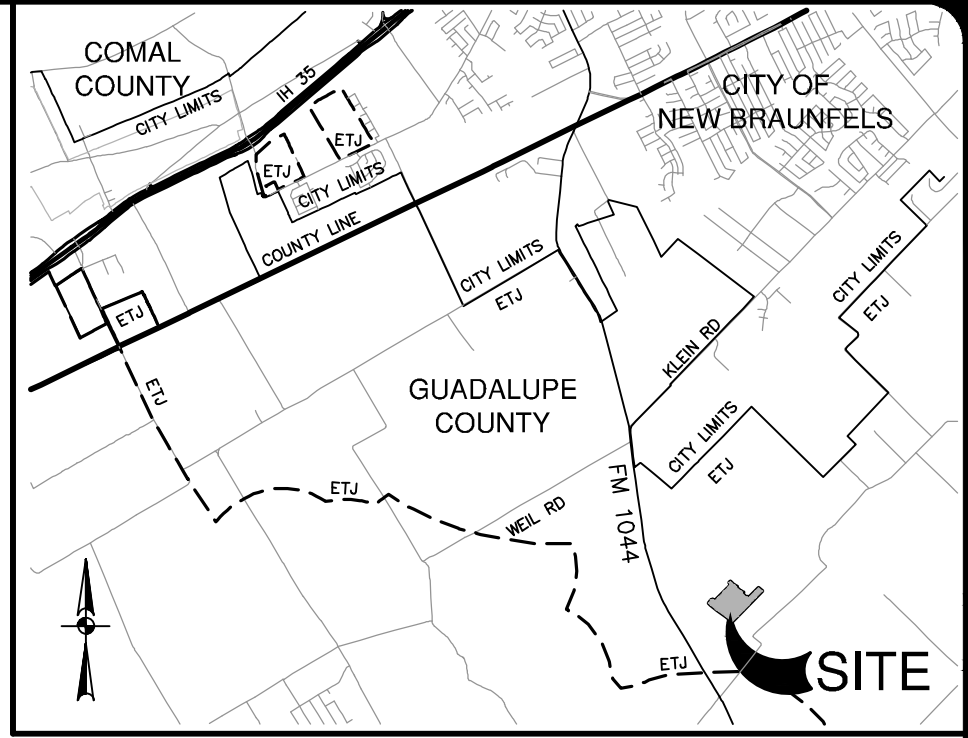 COMAL
COUNTY
CITY LIMITS
IH 35
CITY OF
NEW BRAUNFELS
ETJ
ETJ
CITY LIMITS
COUNTY LINE
CITY LIMITS
ETJ
CITY LIMITS
ETJ
ETJ
KLEIN RD
ETJ
GUADALUPE
COUNTY
CITY LIMITS
ETJ
FM 1044
ETJ
WEIL RD
ETJ
SITE